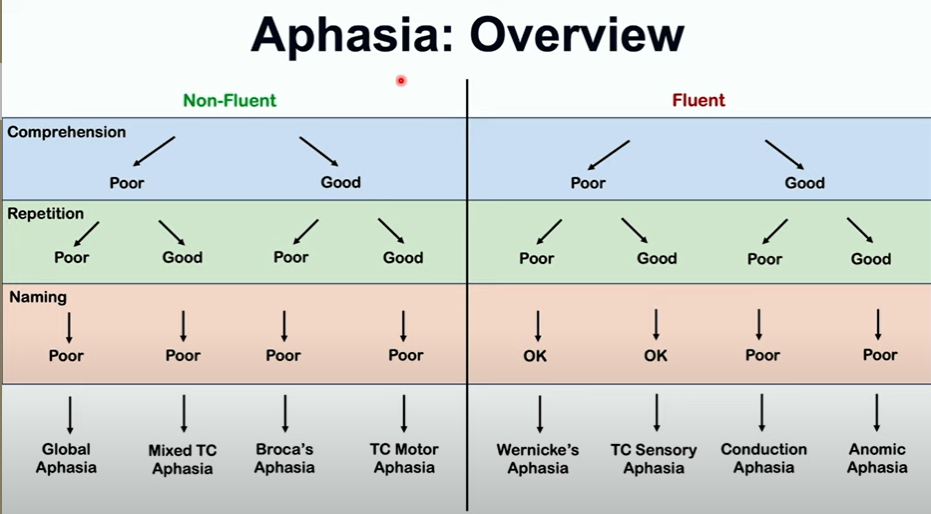 Aphasia: Overview
Non-Fluent
Fluent
Comprehension
Poor Good Poor Good
Repetition
Poor Good Poor Good Poor Good Poor Good
Naming
Poor Poor Poor Poor OK OK Poor Poor
Global Mixed TC Broca's TC Motor Wernicke's TC Sensory Conduction Anomic
Aphasia Aphasia Aphasia Aphasia Aphasia Aphasia Aphasia Aphasia